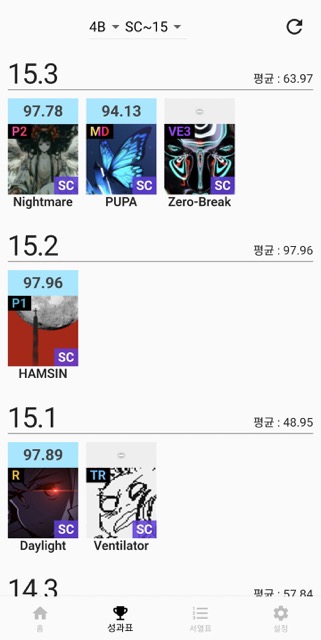 4B SC~15
15.3 평균 : 63.97
97.78 94.13 -
P2 MD VE3
SC SC SC
Nightmare PUPA Zero-Break
15.2 평균 : 97.96
97.96
P1
SC
HAMSIN
15.1 평균 : 48.95
97.89 -
R TR
SC SC
Daylight Ventilator
14.3 평균 : 57.84
홈 성과표 서열표 설정